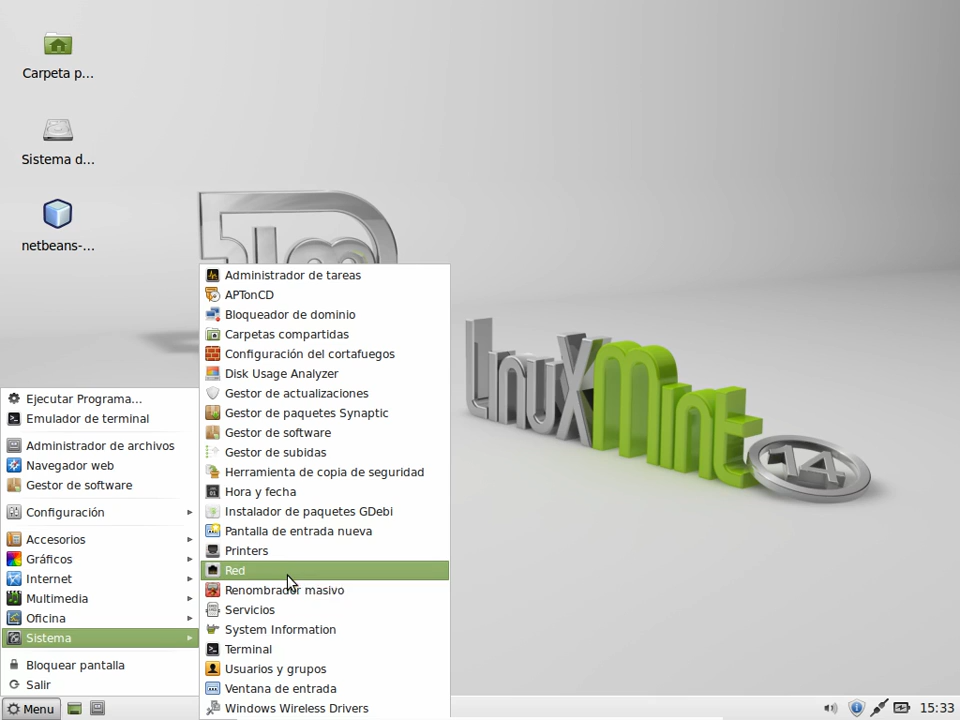 Carpeta p...
Sistema d...
netbeans-...
Administrador de tareas
APTonCD
Bloqueador de dominio
Carpetas compartidas
Configuración del cortafuegos
Disk Usage Analyzer
Gestor de actualizaciones
Gestor de paquetes Synaptic
Gestor de software
Gestor de subidas
Herramienta de copia de seguridad
Hora y fecha
Instalador de paquetes GDebi
Pantalla de entrada nueva
Printers
Red
Renombrador masivo
Servicios
System Information
Terminal
Usuarios y grupos
Ventana de entrada
Windows Wireless Drivers
Ejecutar Programa...
Emulador de terminal
Administrador de archivos
Navegador web
Gestor de software
Configuración
Accesorios
Gráficos
Internet
Multimedia
Oficina
Sistema
Bloquear pantalla
Salir
LinuxMint
14
Menu
15:33